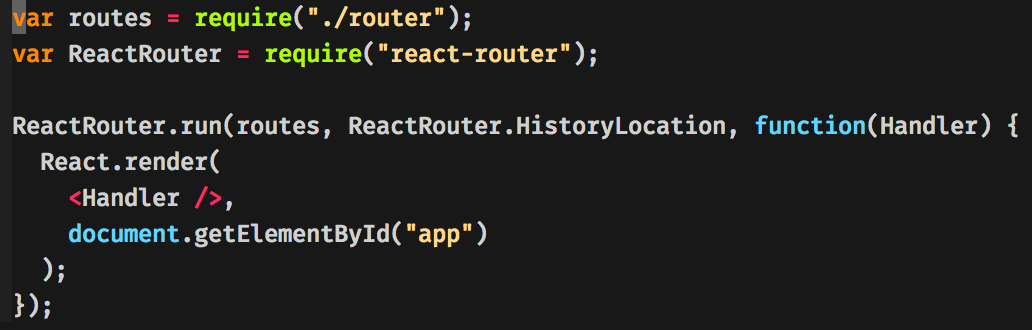 var routes = require("./router");
var ReactRouter = require("react-router");

ReactRouter.run(routes, ReactRouter.HistoryLocation, function(Handler) {
  React.render(
    <Handler />,
    document.getElementById("app")
  );
});